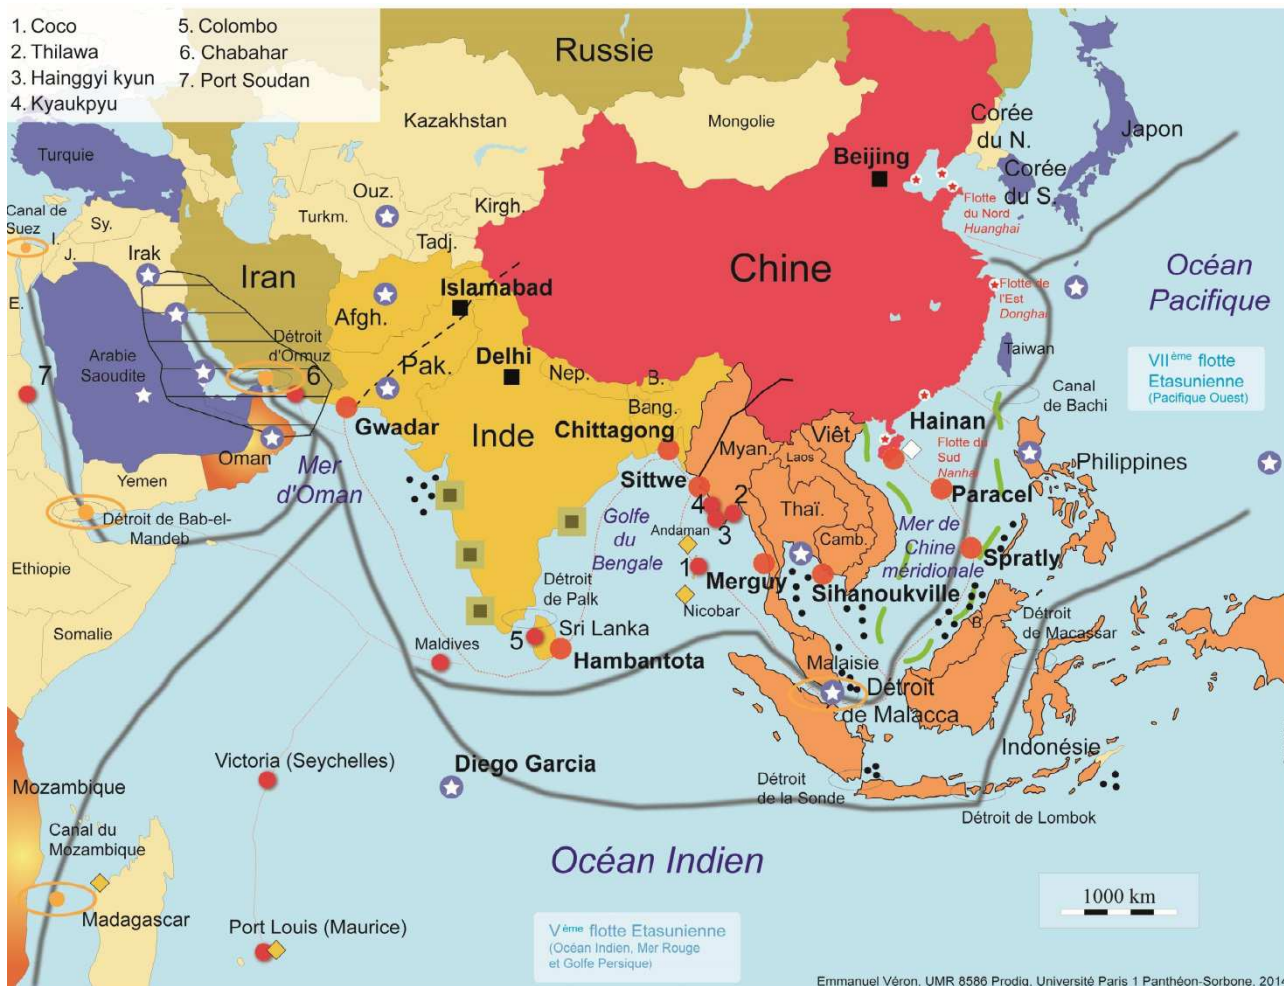 1. Coco
2. Thilawa
3. Hainggyi kyun
4. Kyaukpyu
5. Colombo
6. Chabahar
7. Port Soudan
Russie
Kazakhstan
Mongolie
Corée
du N.
Japon
Turquie
Beijing
Corée
du S.
Ouz.
Kirgh.
Turkm.
Canal de
Suez
Sy.
Tadj.
Flotte
du Nord
Huanghai
I.
J.
Irak
Iran
Chine
Océan
Pacifique
Islamabad
E.
Afgh.
Flotte de
l'Est
Donghai
Détroit
d'Ormuz
Arabie
Saoudite
Delhi
Taiwan
VIIème flotte
Etasunienne
(Pacifique Ouest)
7
6
Pak.
Nep.
B.
Canal
de Bachi
Bang.
Gwadar
Inde
Chittagong
Hainan
Myan.
Viêt
Laos
Oman
Mer
d'Oman
Flotte du
Sud
Nanhai
Philippines
Yemen
Sittwe
Paracel
4
2
Thaï.
Détroit de Bab-el-
Mandeb
Golfe
du
Bengale
Andaman
3
Mer de
Chine
méridionale
Camb.
Spratly
Ethiopie
1
Merguy
Détroit
de Palk
Sihanoukville
Nicobar
Somalie
5
Sri Lanka
B.
Détroit
de Macassar
Maldives
Hambantota
Malaisie
Détroit
de Malacca
Indonésie
Victoria (Seychelles)
Diego Garcia
Mozambique
Détroit
de la Sonde
Détroit de Lombok
Canal du
Mozambique
Océan Indien
1000 km
Madagascar
Port Louis (Maurice)
Vème flotte Etasunienne
(Océan Indien, Mer Rouge
et Golfe Persique)
Emmanuel Véron, UMR 8586 Prodig, Université Paris 1 Panthéon-Sorbonne, 2014